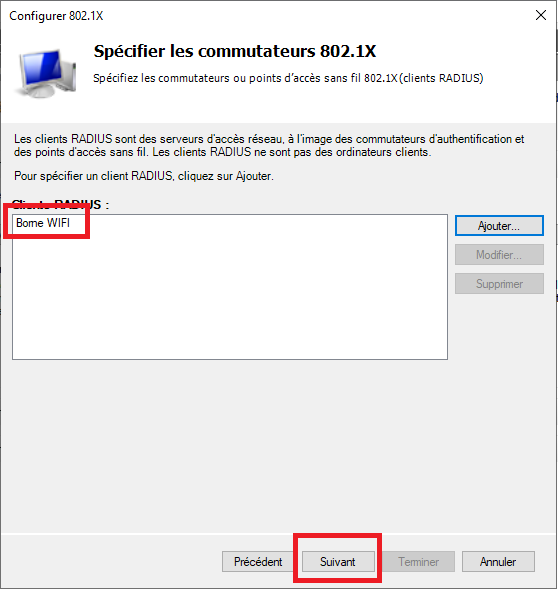 Configurer 802.1X
Spécifier les commutateurs 802.1X
Spécifiez les commutateurs ou points d'accès sans fil 802.1X (clients RADIUS)
Les clients RADIUS sont des serveurs d'accès réseau, à l'image des commutateurs d'authentification et
des points d'accès sans fil. Les clients RADIUS ne sont pas des ordinateurs clients.
Pour spécifier un client RADIUS, cliquez sur Ajouter.
Clients RADIUS :
Borne WIFI
Ajouter...
Modifier...
Supprimer
Précédent
Suivant
Terminer
Annuler